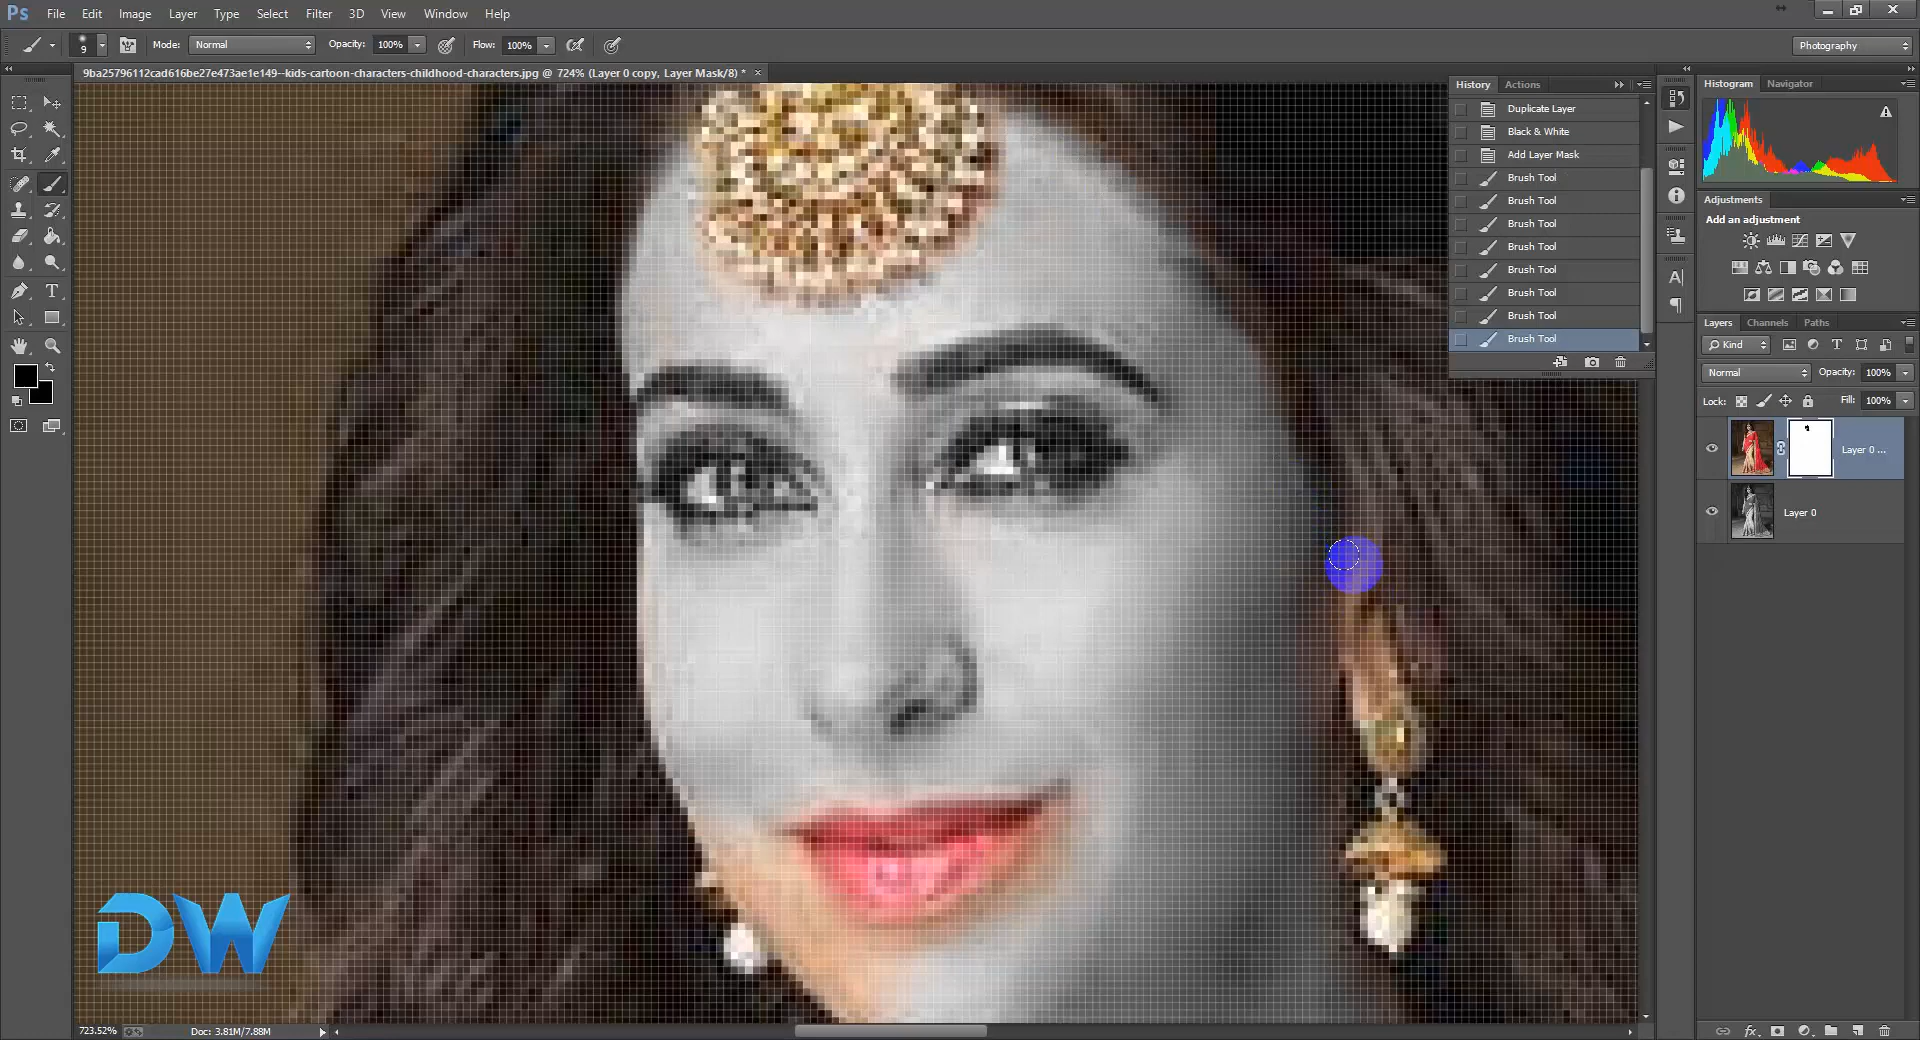 Ps File Edit Image Layer Type Select Filter 3D View Window Help
9 Mode: Normal Opacity: 100% Flow: 100% Photography
9ba25796112cad616be27e473ae1e149--kids-cartoon-characters-childhood-characters.jpg @ 724% (Layer 0 copy, Layer Mask/8) * ×
History Actions
Duplicate Layer
Black & White
Add Layer Mask
Brush Tool
Brush Tool
Brush Tool
Brush Tool
Brush Tool
Brush Tool
Brush Tool
Brush Tool
Histogram Navigator
Adjustments
Add an adjustment
Layers Channels Paths
Kind
Normal Opacity: 100%
Lock: Fill: 100%
Layer 0 ...
Layer 0
DW
723.52% Doc: 3.81M/7.88M
fx